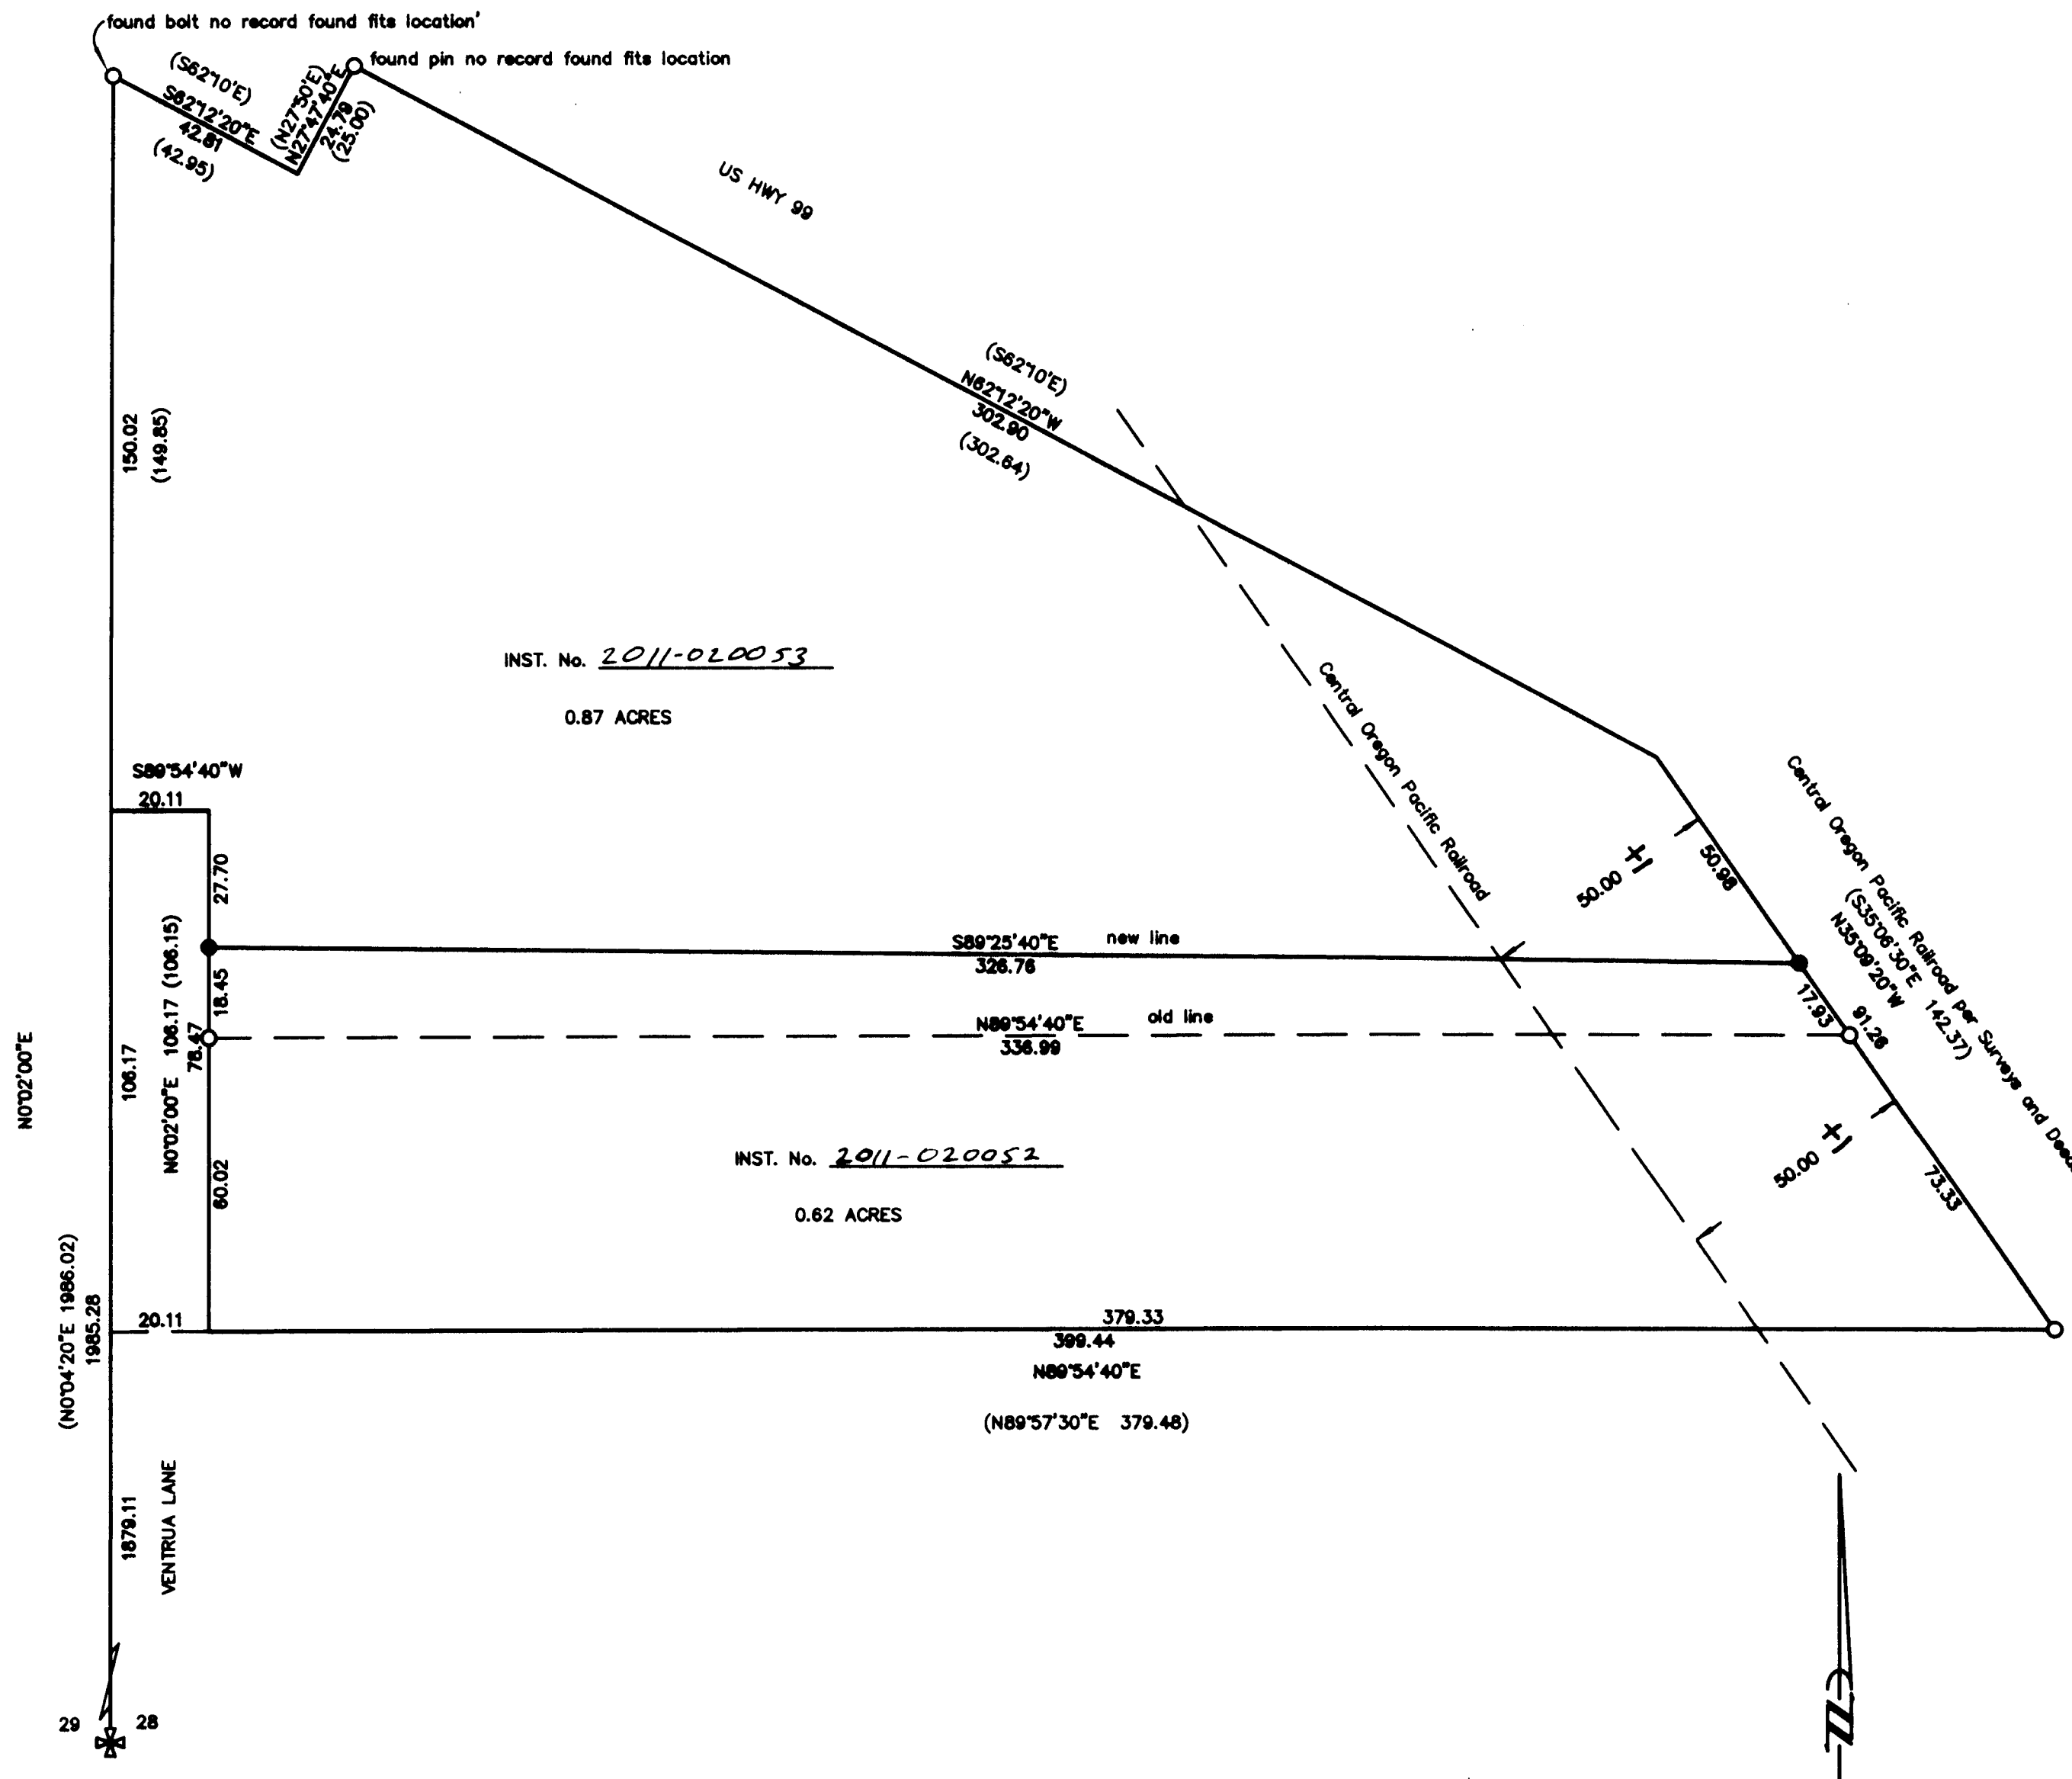 found bolt no record found fits location'
found pin no record found fits location
(S62°10'E)
S62°12'20"E
42.81
(42.95)
(N27°50'E)
N27°47'40"E
24.79
(25.00)
US HWY 99
(S62°10'E)
N62°12'20"W
302.90
(302.64)
150.02
(149.85)
INST. No. 2011-020053
0.87 ACRES
S89°54'40"W
20.11
27.70
Central Oregon Pacific Railroad
50.00 ±
50.98
Central Oregon Pacific Railroad per Surveys and Deed
(S35°06'30"E 142.37)
N35°09'20"W
91.26
S89°25'40"E new line
326.76
18.45
17.93
N89°54'40"E old line
336.99
78.47
N0°02'00"E 106.17 (106.15)
106.17
N0°02'00"E
60.02
INST. No. 2011-020052
0.62 ACRES
50.00 ±
73.33
(N0°04'20"E 1986.02)
1985.28
20.11
379.33
399.44
N89°54'40"E
(N89°57'30"E 379.48)
1879.11
VENTRUA LANE
29 28
N